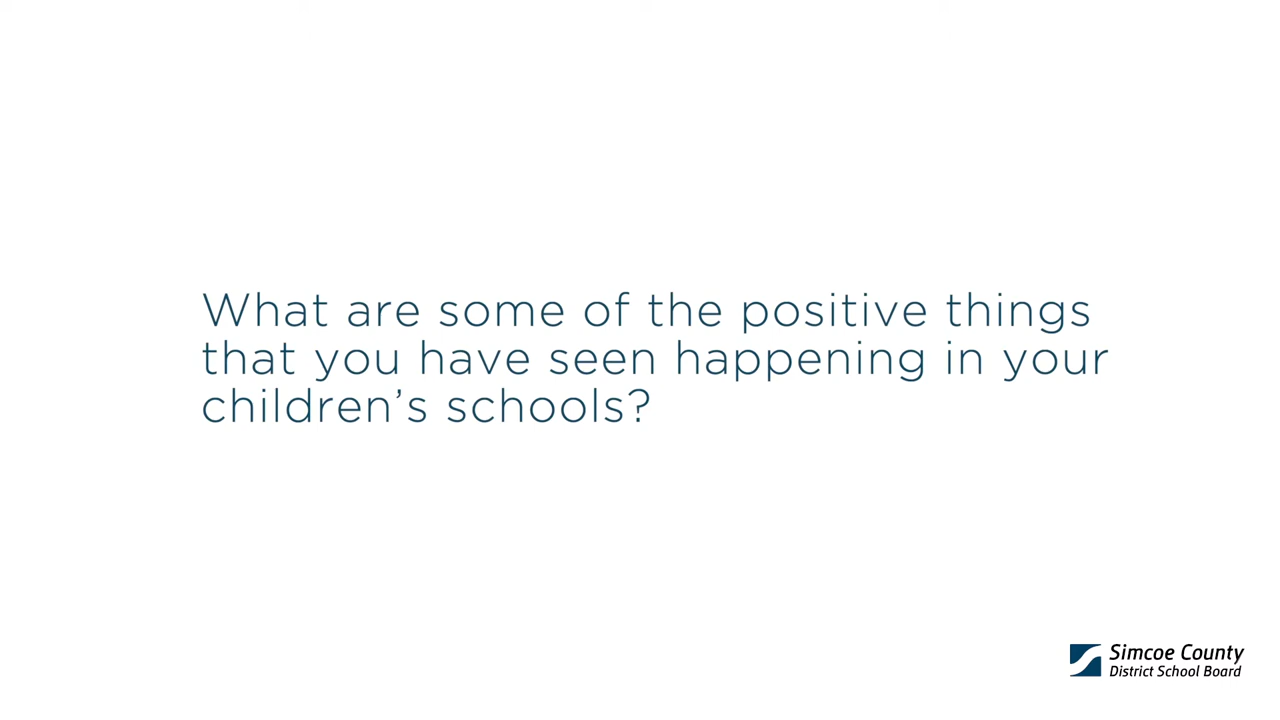 What are some of the positive things
that you have seen happening in your
children’s schools?
Simcoe County
District School Board